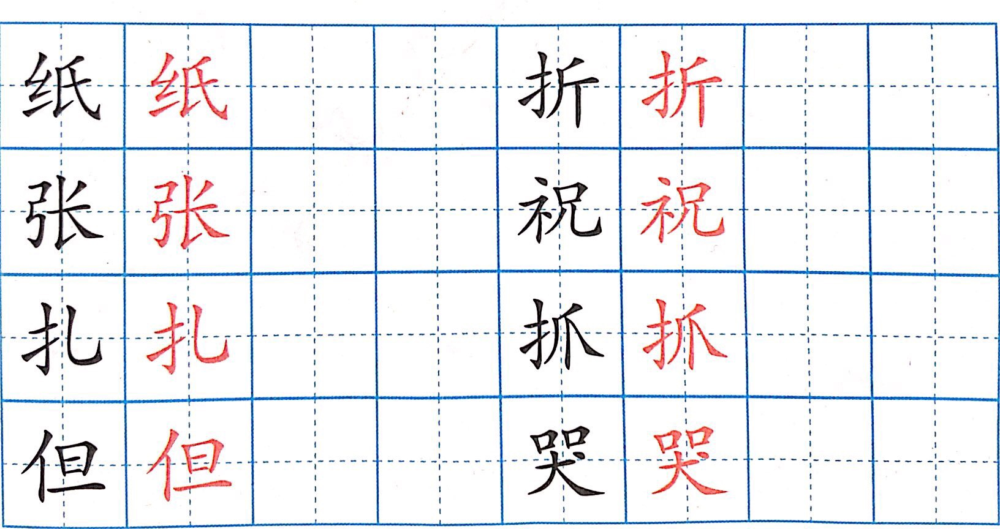 纸 纸 折 折
张 张 祝 祝
扎 扎 抓 抓
但 但 哭 哭